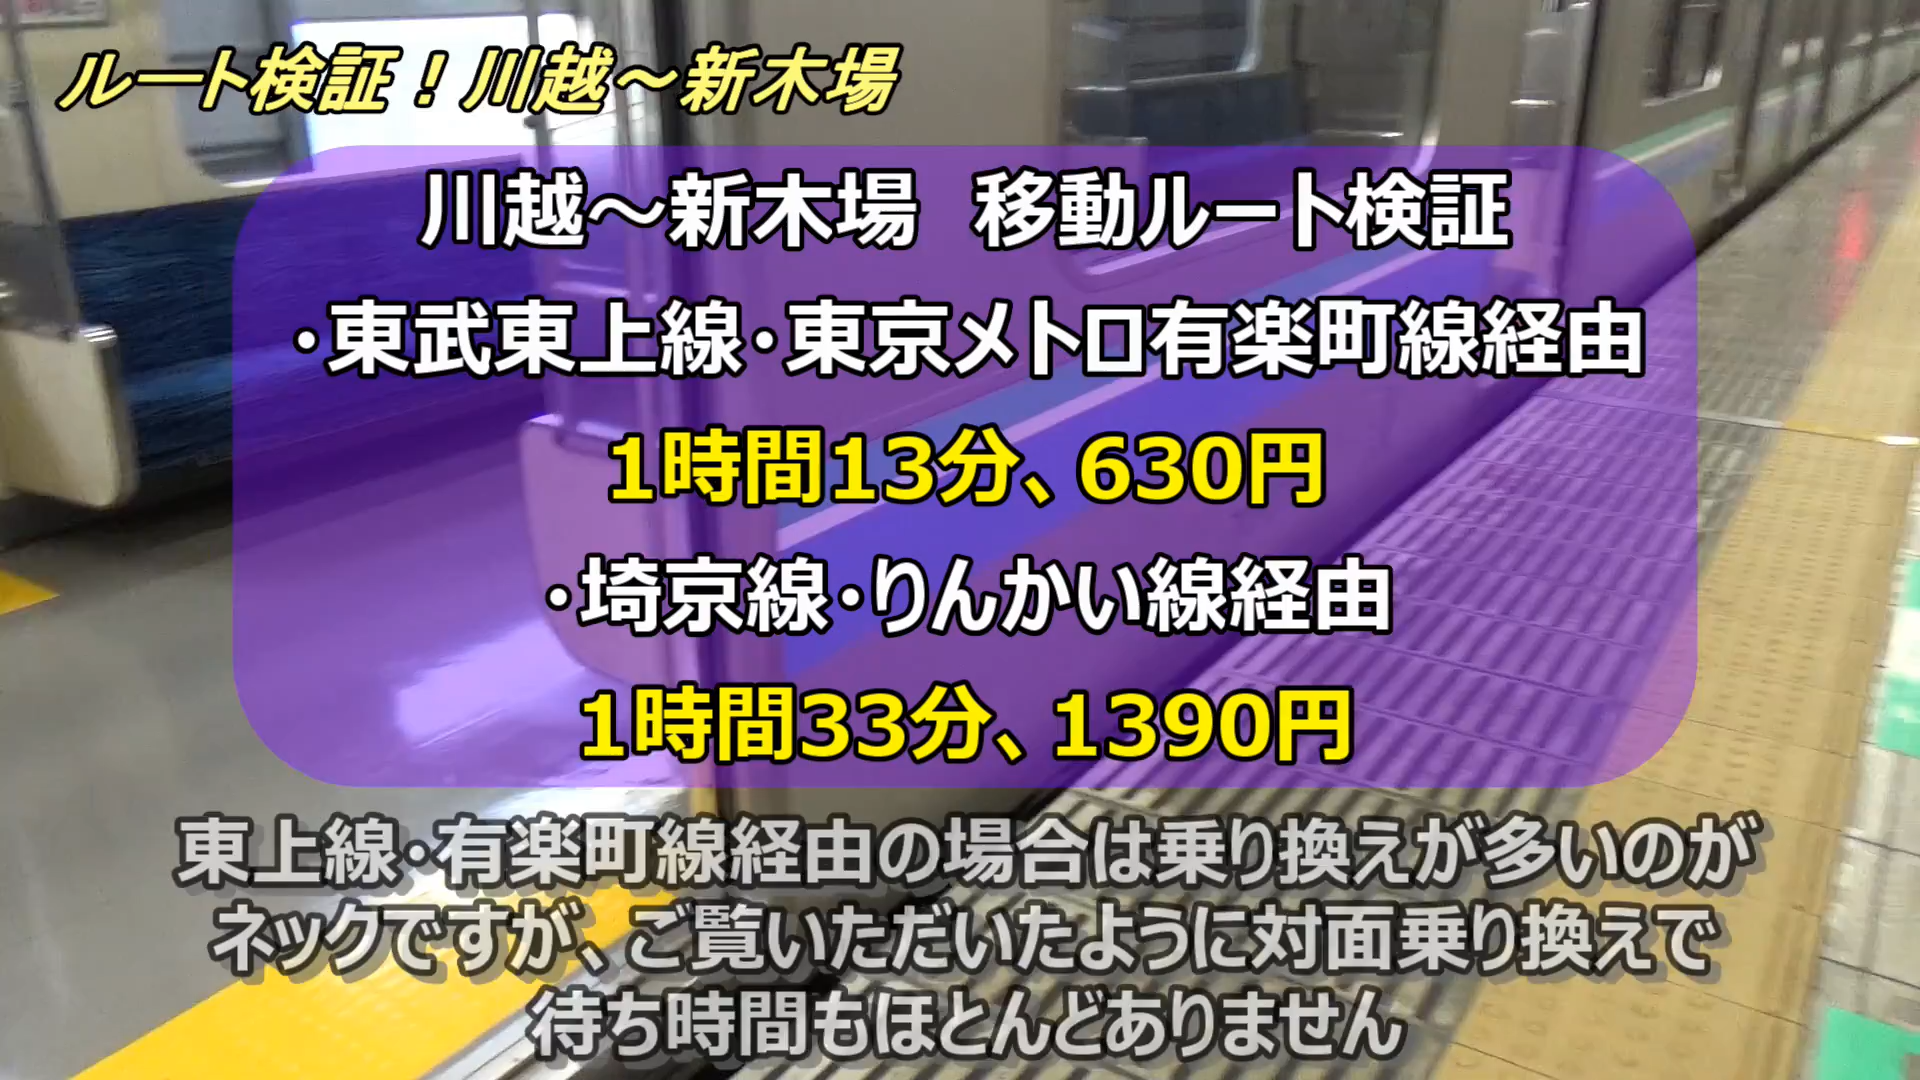 ルート検証！川越～新木場
川越～新木場　移動ルート検証
・東武東上線・東京メトロ有楽町線経由
1時間13分、630円
・埼京線・りんかい線経由
1時間33分、1390円
東上線・有楽町線経由の場合は乗り換えが多いのが
ネックですが、ご覧いただいたように対面乗り換えで
待ち時間もほとんどありません